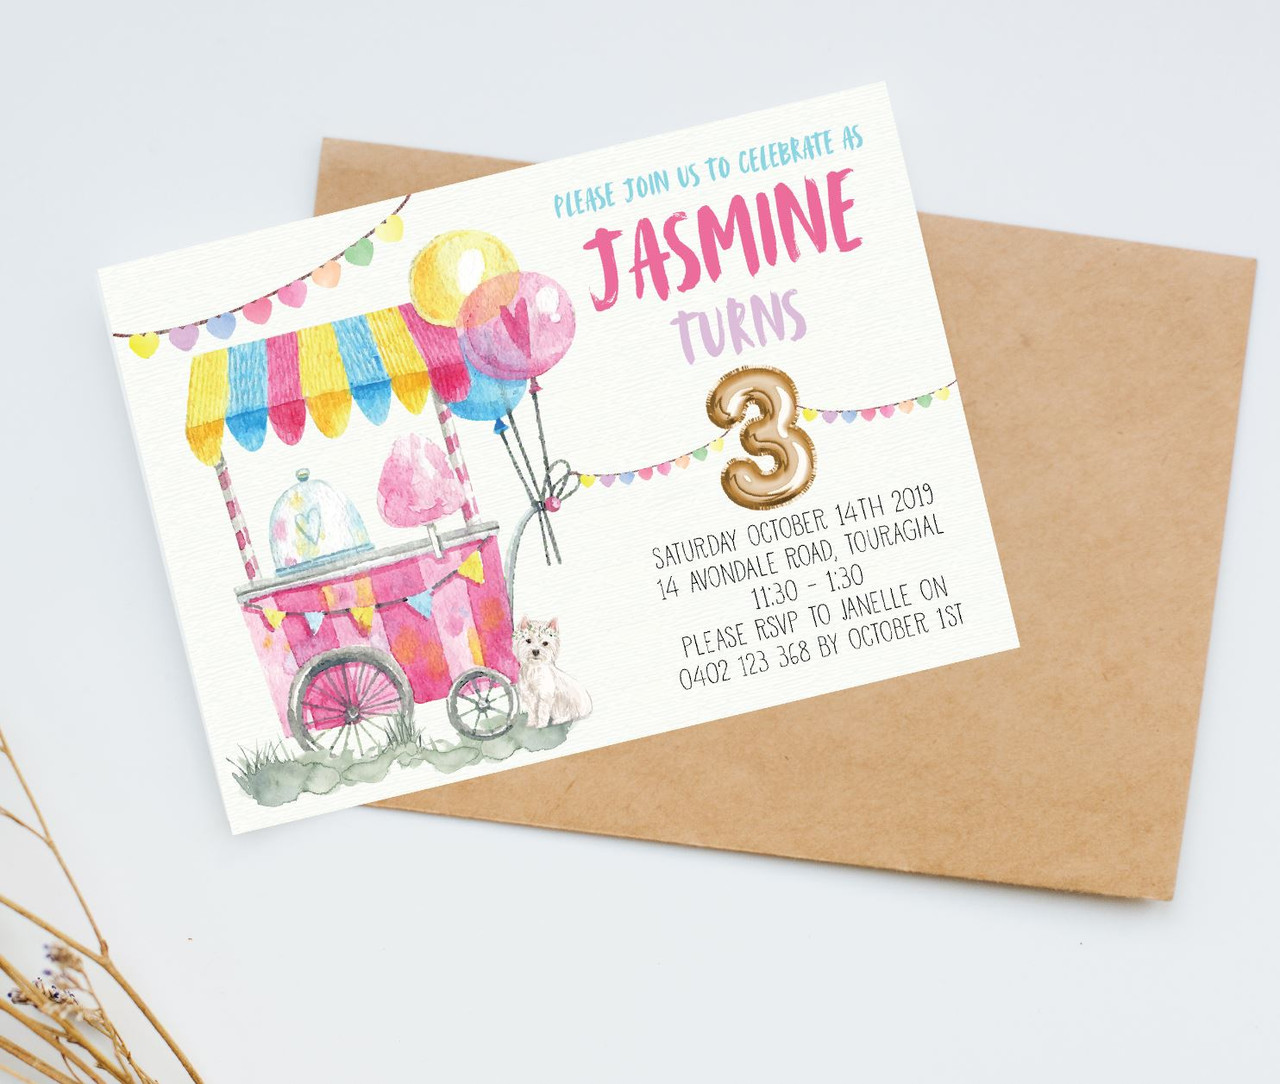 PLEASE JOIN US TO CELEBRATE AS
JASMINE
TURNS
3
SATURDAY OCTOBER 14TH 2019
14 AVONDALE ROAD, TOURAGIAL
11:30 - 1:30
PLEASE RSVP TO JANELLE ON
0402 123 368 BY OCTOBER 1ST